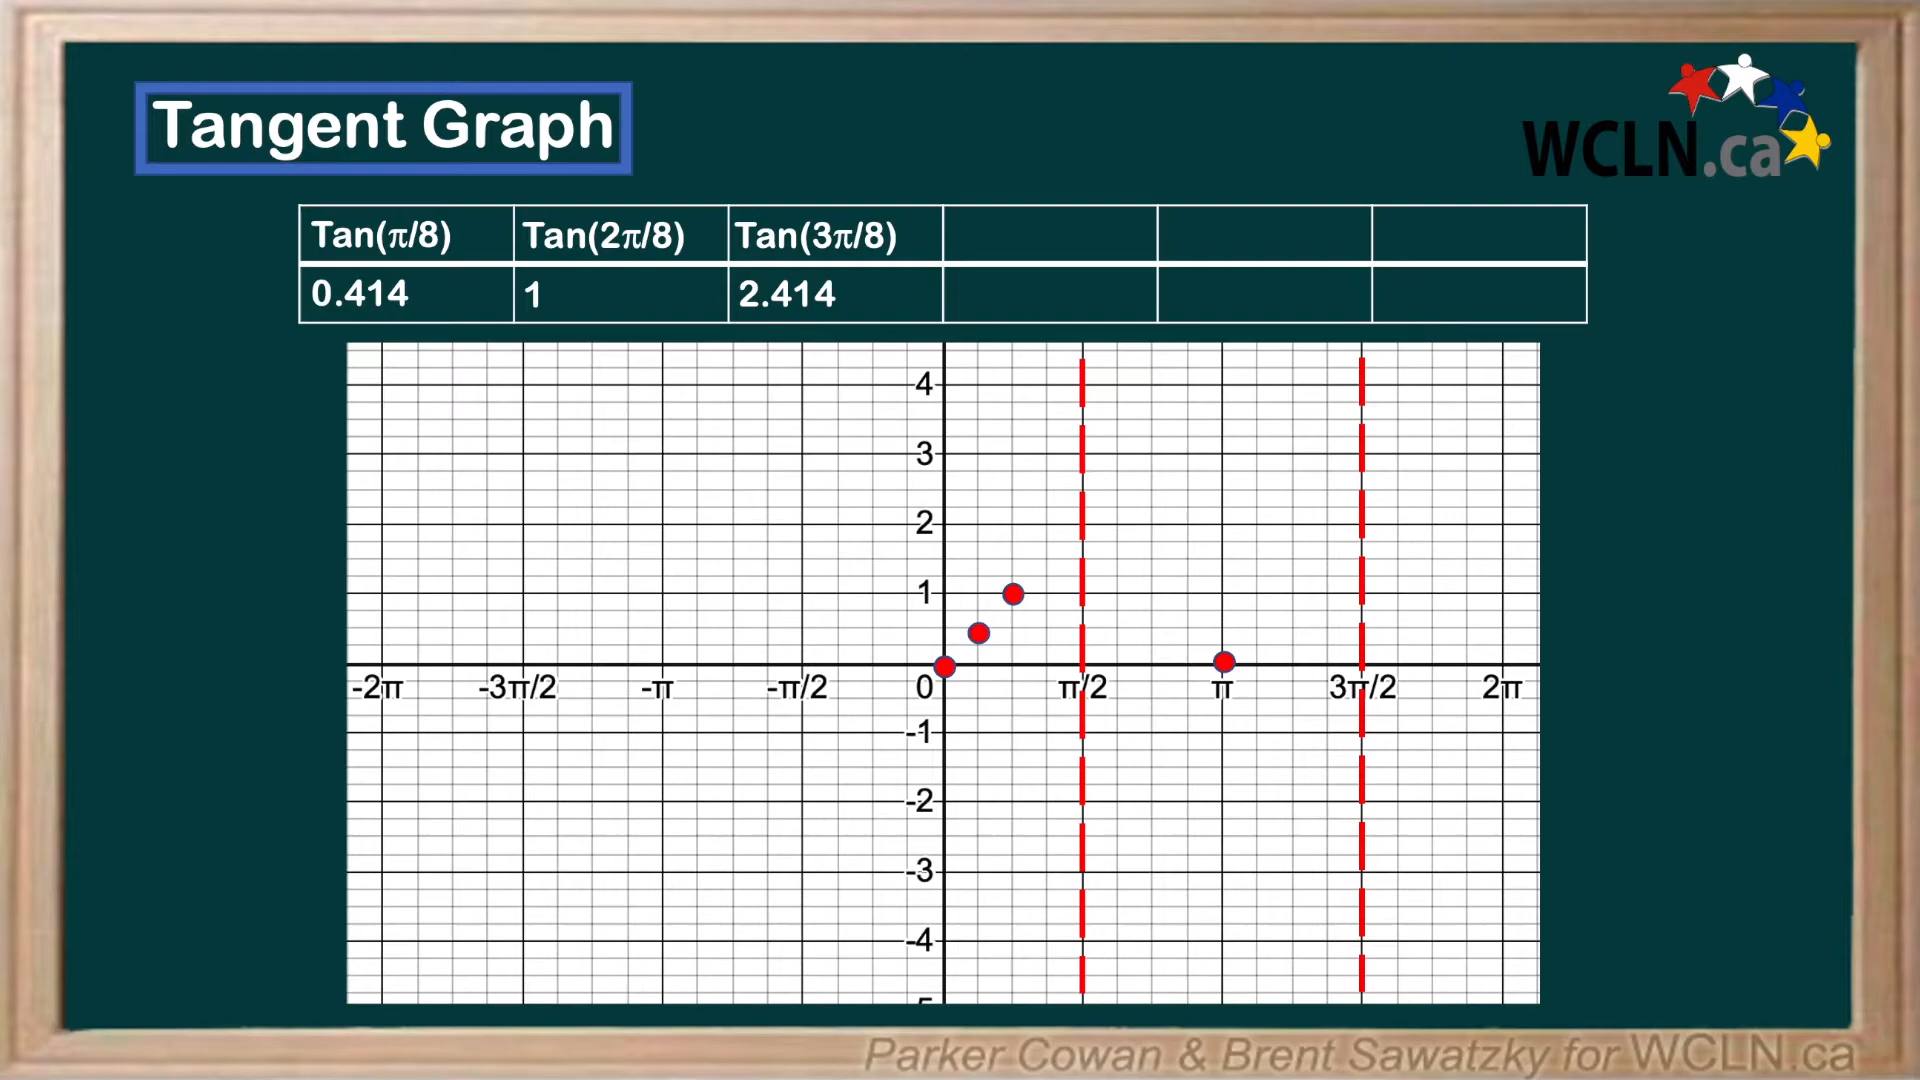 Tangent Graph
WCLN.ca
Tan(π/8) Tan(2π/8) Tan(3π/8)
0.414 1 2.414
4
3
2
1
-2π -3π/2 -π -π/2 0 π/2 π 3π/2 2π
-1
-2
-3
-4
Parker Cowan & Brent Sawatzky for WCLN.ca